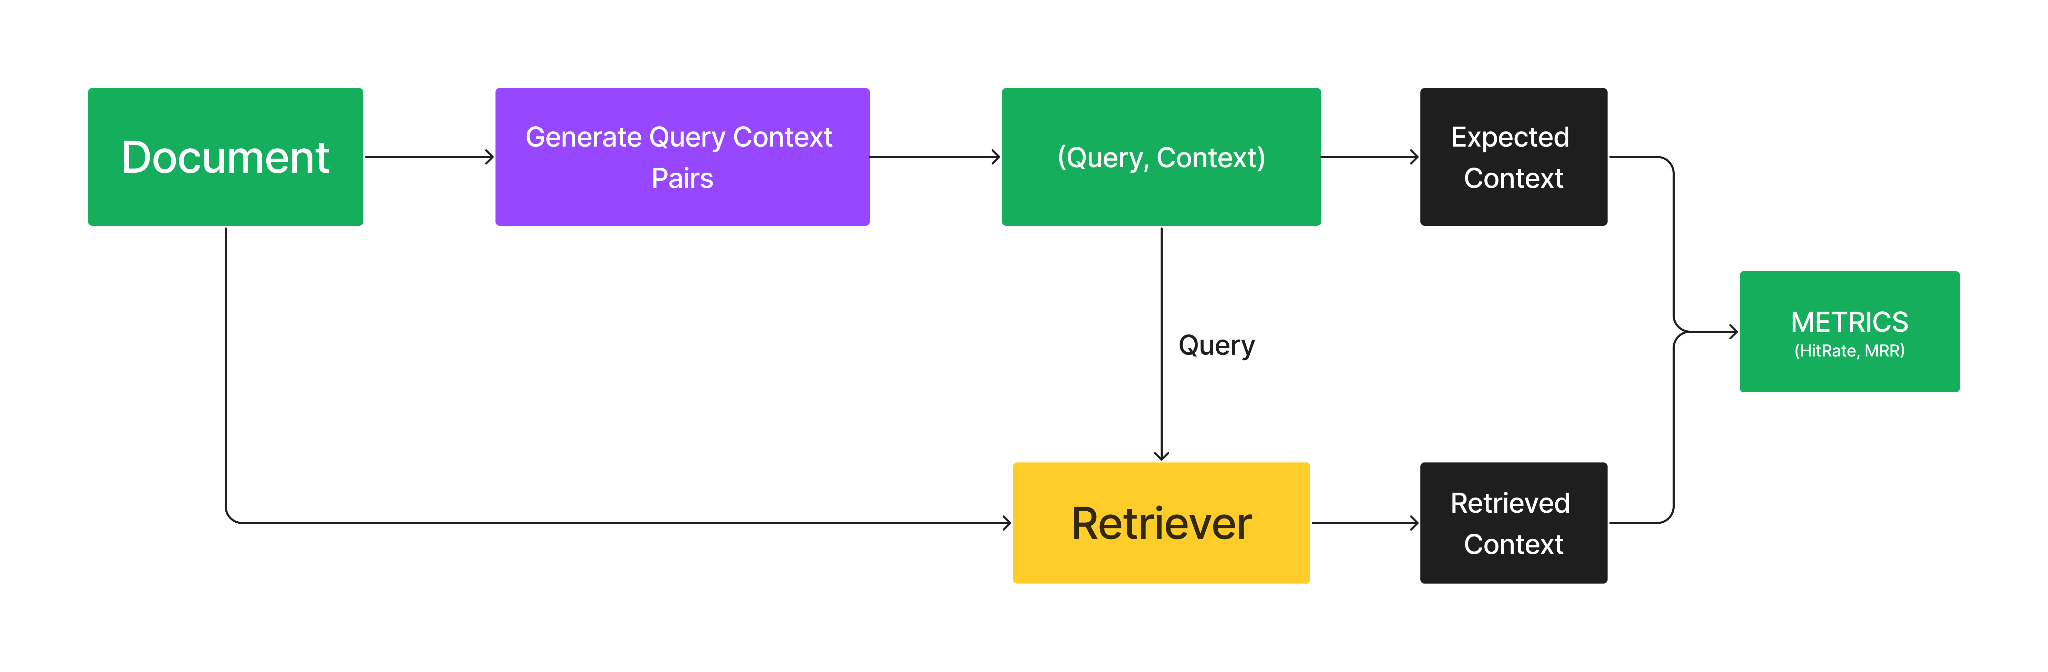 Document
Generate Query Context
Pairs
(Query, Context)
Expected
Context
Query
METRICS
(HitRate, MRR)
Retriever
Retrieved
Context